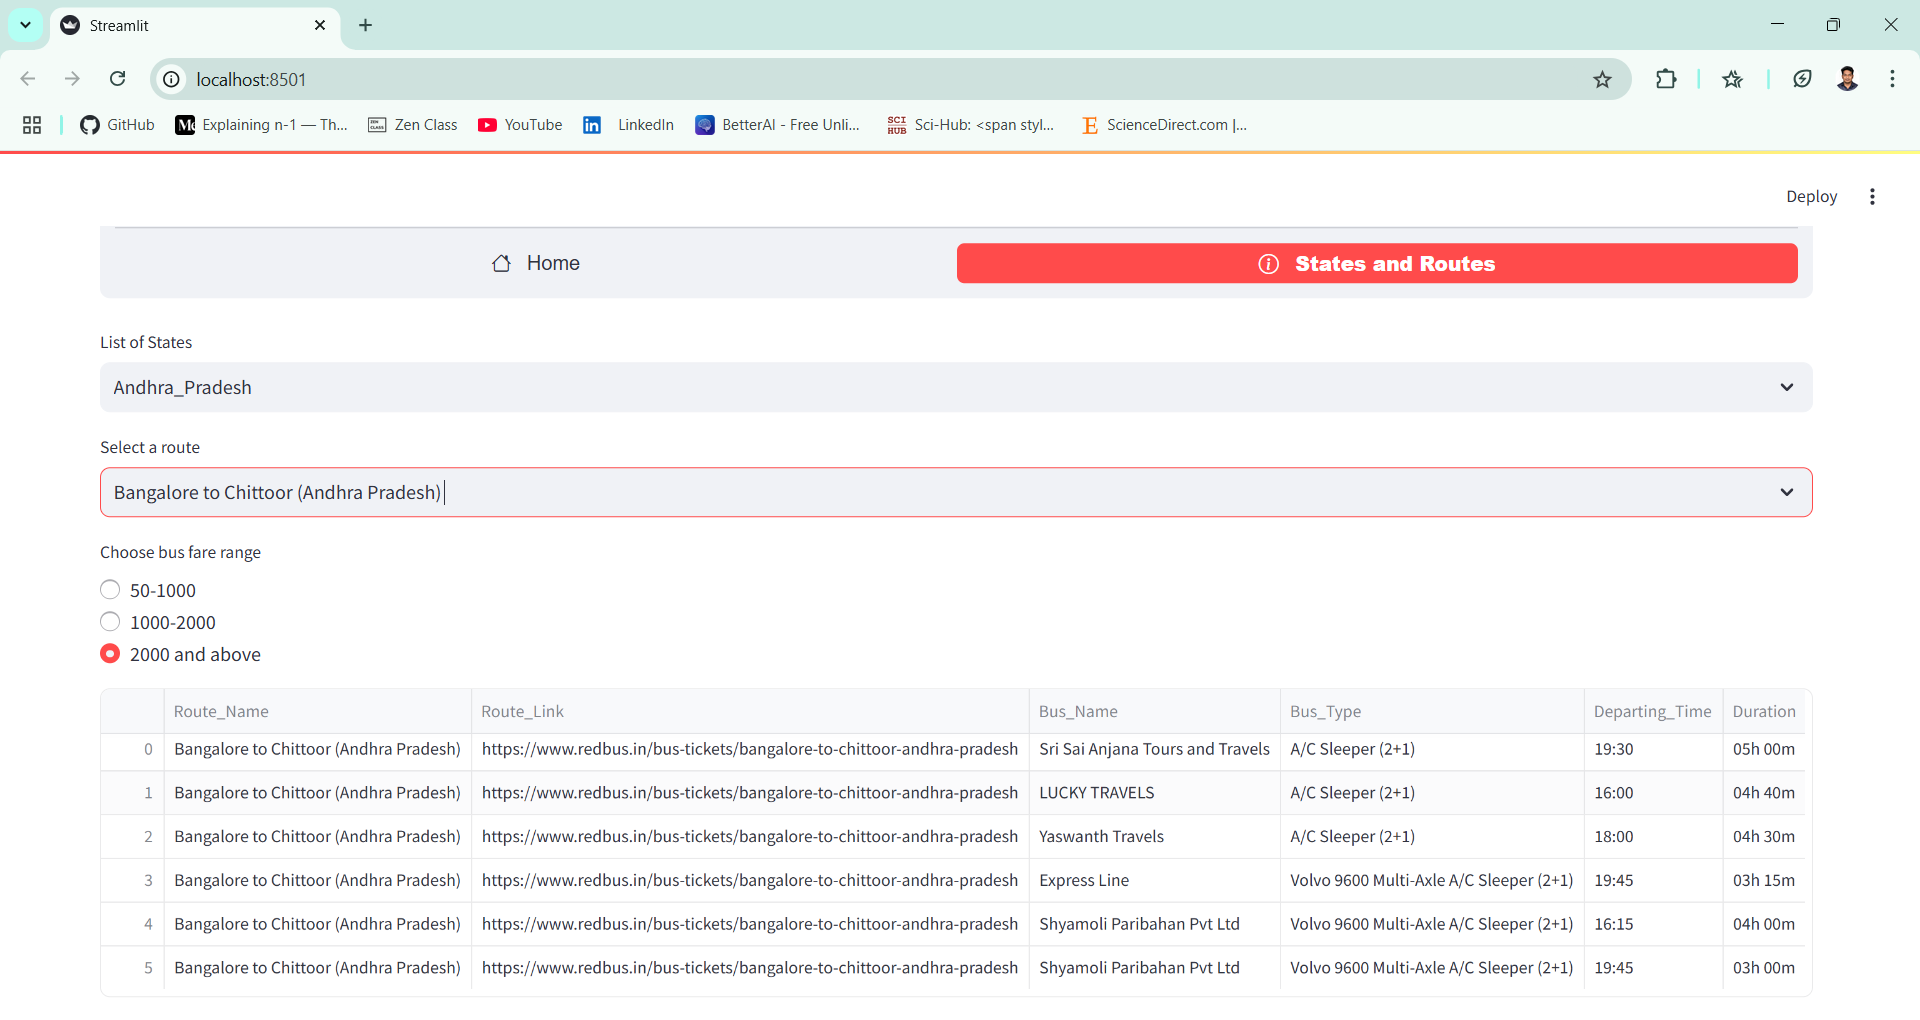 Streamlit
localhost:8501
GitHub
Explaining n-1 — Th...
Zen Class
YouTube
LinkedIn
BetterAI - Free Unli...
SCI HUB Sci-Hub: <span styl...
ScienceDirect.com |...
Deploy
Home
States and Routes
List of States
Andhra_Pradesh
Select a route
Bangalore to Chittoor (Andhra Pradesh)
Choose bus fare range
50-1000
1000-2000
2000 and above
Route_Name Route_Link Bus_Name Bus_Type Departing_Time Duration
0 Bangalore to Chittoor (Andhra Pradesh) https://www.redbus.in/bus-tickets/bangalore-to-chittoor-andhra-pradesh Sri Sai Anjana Tours and Travels A/C Sleeper (2+1) 19:30 05h 00m
1 Bangalore to Chittoor (Andhra Pradesh) https://www.redbus.in/bus-tickets/bangalore-to-chittoor-andhra-pradesh LUCKY TRAVELS A/C Sleeper (2+1) 16:00 04h 40m
2 Bangalore to Chittoor (Andhra Pradesh) https://www.redbus.in/bus-tickets/bangalore-to-chittoor-andhra-pradesh Yaswanth Travels A/C Sleeper (2+1) 18:00 04h 30m
3 Bangalore to Chittoor (Andhra Pradesh) https://www.redbus.in/bus-tickets/bangalore-to-chittoor-andhra-pradesh Express Line Volvo 9600 Multi-Axle A/C Sleeper (2+1) 19:45 03h 15m
4 Bangalore to Chittoor (Andhra Pradesh) https://www.redbus.in/bus-tickets/bangalore-to-chittoor-andhra-pradesh Shyamoli Paribahan Pvt Ltd Volvo 9600 Multi-Axle A/C Sleeper (2+1) 16:15 04h 00m
5 Bangalore to Chittoor (Andhra Pradesh) https://www.redbus.in/bus-tickets/bangalore-to-chittoor-andhra-pradesh Shyamoli Paribahan Pvt Ltd Volvo 9600 Multi-Axle A/C Sleeper (2+1) 19:45 03h 00m